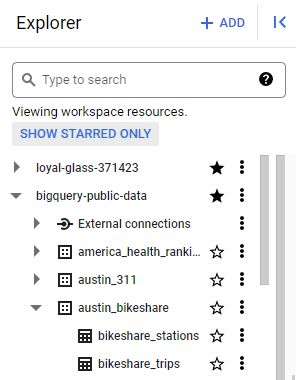 Explorer
+ ADD
Type to search
Viewing workspace resources.
SHOW STARRED ONLY
loyal-glass-371423
bigquery-public-data
External connections
america_health_ranki...
austin_311
austin_bikeshare
bikeshare_stations
bikeshare_trips